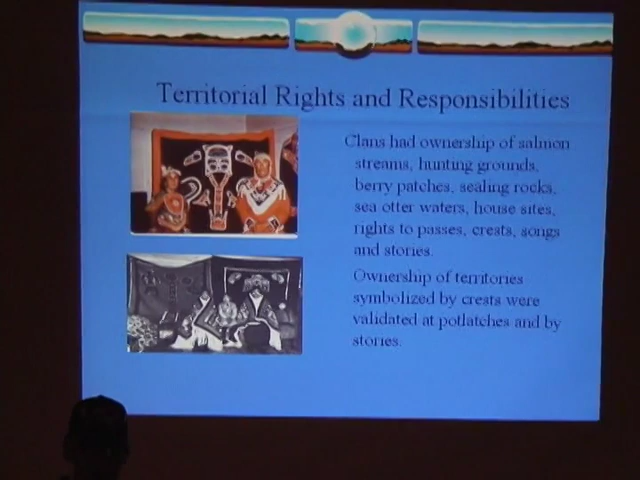 Territorial Rights and Responsibilities
Clans had ownership of salmon
streams, hunting grounds,
berry patches, sealing rocks,
sea otter waters, house sites,
rights to passes, crests, songs
and stories.
Ownership of territories
symbolized by crests were
validated at potlatches and by
stories.